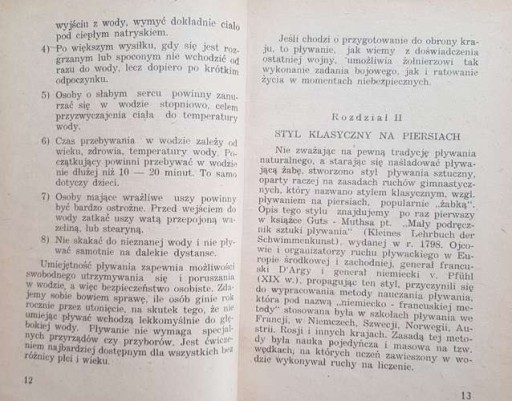 wyjściu z wody, wymyć dokładnie ciało
pod ciepłym natryskiem.
4) Po większym wysiłku, gdy się jest roz-
grzanym lub spoconym nie wchodzić od
razu do wody, lecz dopiero po krótkim
odpoczynku.
5) Osoby o słabym sercu powinny zanu-
rzać się w wodzie stopniowo, celem
przyzwyczajenia ciała do temperatury
wody.
6) Czas przebywania w wodzie zależy od
wieku, zdrowia, temperatury wody. Po-
czątkujący powinni przebywać w wodzie
nie dłużej niż 10 — 20 minut. To samo
dotyczy dzieci.
7) Osoby mające wrażliwe uszy powinny
być bardzo ostrożne. Przed wejściem do
wody zatkać uszy watą przepojoną wa-
zeliną, lub stearyną.
8) Nie skakać do nieznanej wody i nie pły-
wać samotnie na dalekie dystanse.
Umiejętność pływania zapewnia możliwości
swobodnego utrzymywania się i poruszania
w wodzie, a więc bezpieczeństwo osobiste. Zda-
jemy sobie bowiem sprawę, ile osób ginie rok
rocznie przez utonięcie, na skutek tego, że nie
umiejąc pływać wchodzą lekkomyślnie do głę-
bokiej wody. Pływanie nie wymaga specjal-
nych przyrządów czy przyborów. Jest ćwicze-
niem najbardziej dostępnym dla wszystkich bez
różnicy płci i wieku.
12
Jeśli chodzi o przygotowanie do obrony kra-
ju, to pływanie, jak wiemy z doświadczenia
ostatniej wojny, umożliwia żołnierzowi tak
wykonanie zadania bojowego, jak i ratowanie
życia w momentach niebezpiecznych.
Rozdział II
STYL KLASYCZNY NA PIERSIACH
Nie zważając na pewną tradycję pływania
naturalnego, a starając się naśladować pływa-
jącą żabę, stworzono styl pływania sztuczny,
oparty raczej na zasadach ruchów gimnastycz-
nych, który nazwano stylem klasycznym, wzgl.
pływaniem na piersiach, popularnie „żabką".
Opis tego stylu znajdujemy po raz pierwszy
w książce Guts - Muthsa pt. „Mały podręcz-
nik sztuki pływania" (Kleines Lehrbuch der
Schwimmenkunst), wydanej w r. 1798. Ojco-
wie i organizatorzy ruchu pływackiego w Eu-
ropie środkowej i zachodniej, generał francu-
ski D'Argy i generał niemiecki v. Pfühl
(XIX w.), propagując ten styl, przyczynili się
do wypracowania metody nauczania pływania,
która pod nazwą „niemiecko - francuskiej me-
tody" stosowana była w szkołach pływania we
Francji, w Niemczech, Szwecji, Norwegii, Au-
strii, Rosji i innych krajach. Zasadą tej meto-
dy była nauka pojedyńcza i masowa na tzw.
wędkach, na których uczeń zawieszony w wo-
dzie wykonywał ruchy na liczenie.
13